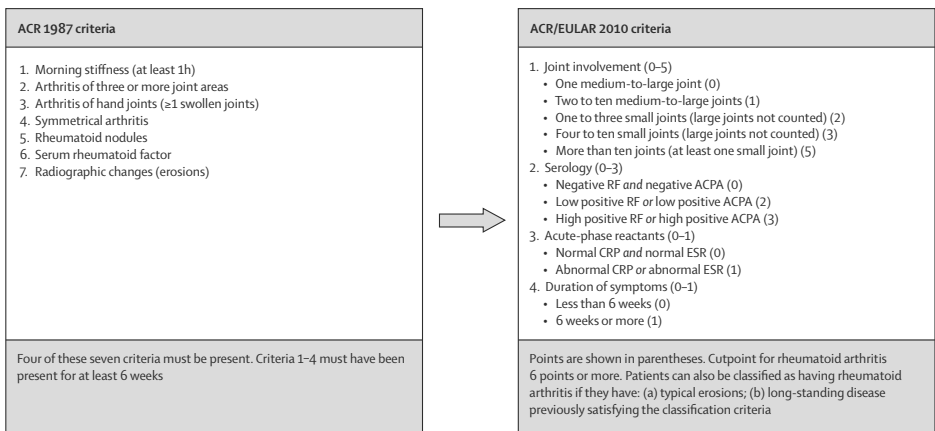 ACR 1987 criteria
1. Morning stiffness (at least 1h)
2. Arthritis of three or more joint areas
3. Arthritis of hand joints (≥1 swollen joints)
4. Symmetrical arthritis
5. Rheumatoid nodules
6. Serum rheumatoid factor
7. Radiographic changes (erosions)
Four of these seven criteria must be present. Criteria 1–4 must have been
present for at least 6 weeks
ACR/EULAR 2010 criteria
1. Joint involvement (0–5)
• One medium-to-large joint (0)
• Two to ten medium-to-large joints (1)
• One to three small joints (large joints not counted) (2)
• Four to ten small joints (large joints not counted) (3)
• More than ten joints (at least one small joint) (5)
2. Serology (0–3)
• Negative RF and negative ACPA (0)
• Low positive RF or low positive ACPA (2)
• High positive RF or high positive ACPA (3)
3. Acute-phase reactants (0–1)
• Normal CRP and normal ESR (0)
• Abnormal CRP or abnormal ESR (1)
4. Duration of symptoms (0–1)
• Less than 6 weeks (0)
• 6 weeks or more (1)
Points are shown in parentheses. Cutpoint for rheumatoid arthritis
6 points or more. Patients can also be classified as having rheumatoid
arthritis if they have: (a) typical erosions; (b) long-standing disease
previously satisfying the classification criteria